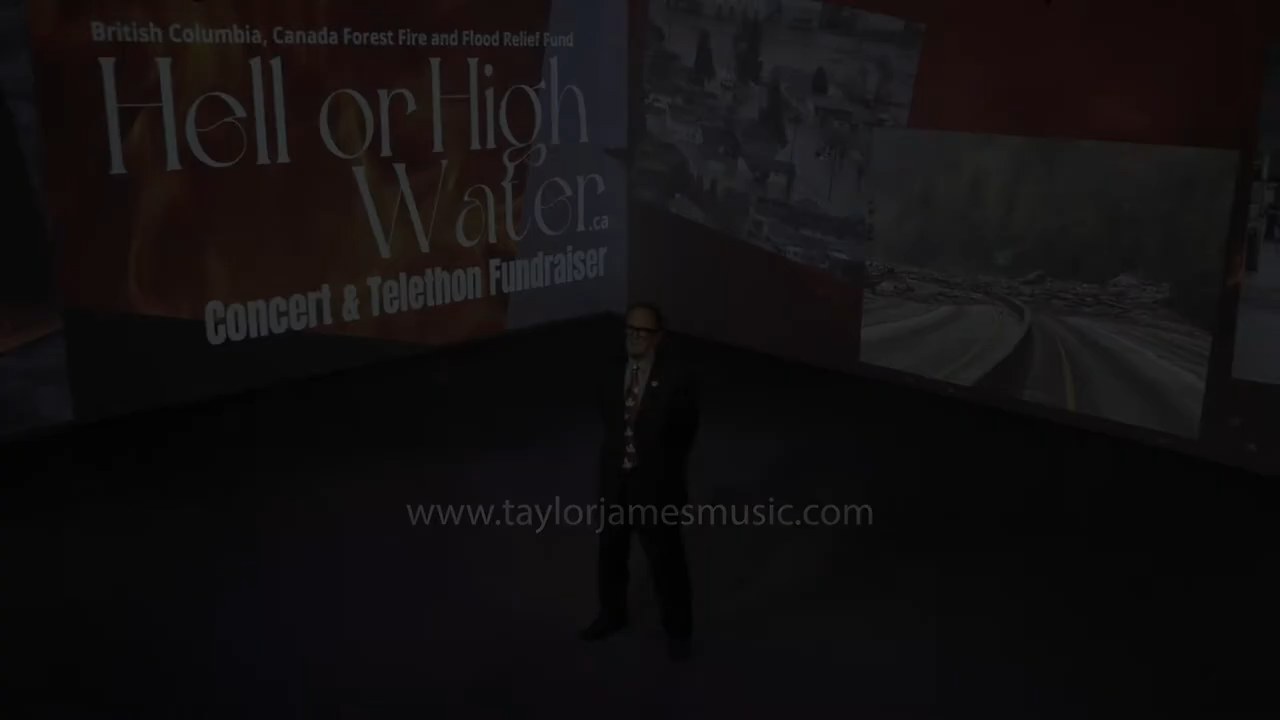 British Columbia, Canada Forest Fire and Flood Relief Fund
Hell or High
Water.ca
Concert & Telethon Fundraiser
www.taylorjamesmusic.com